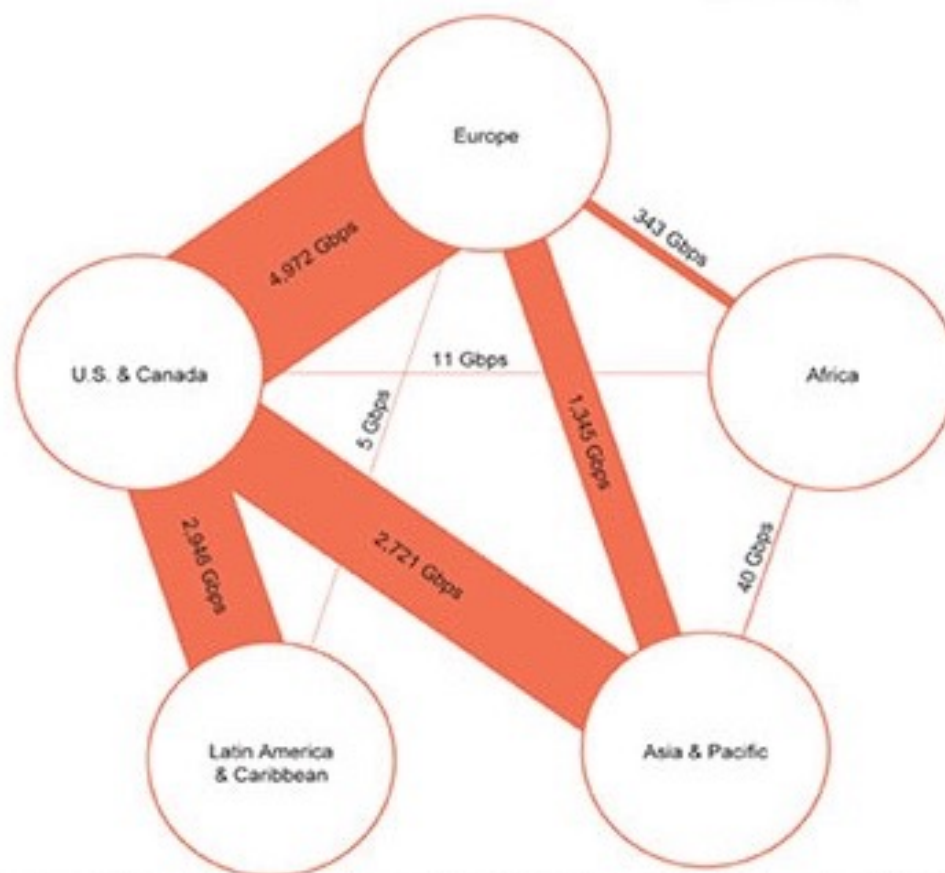 Europe
4,972 Gbps
343 Gbps
U.S. & Canada
11 Gbps
Africa
5 Gbps
1,345 Gbps
2,946 Gbps
2,721 Gbps
40 Gbps
Latin America
& Caribbean
Asia & Pacific